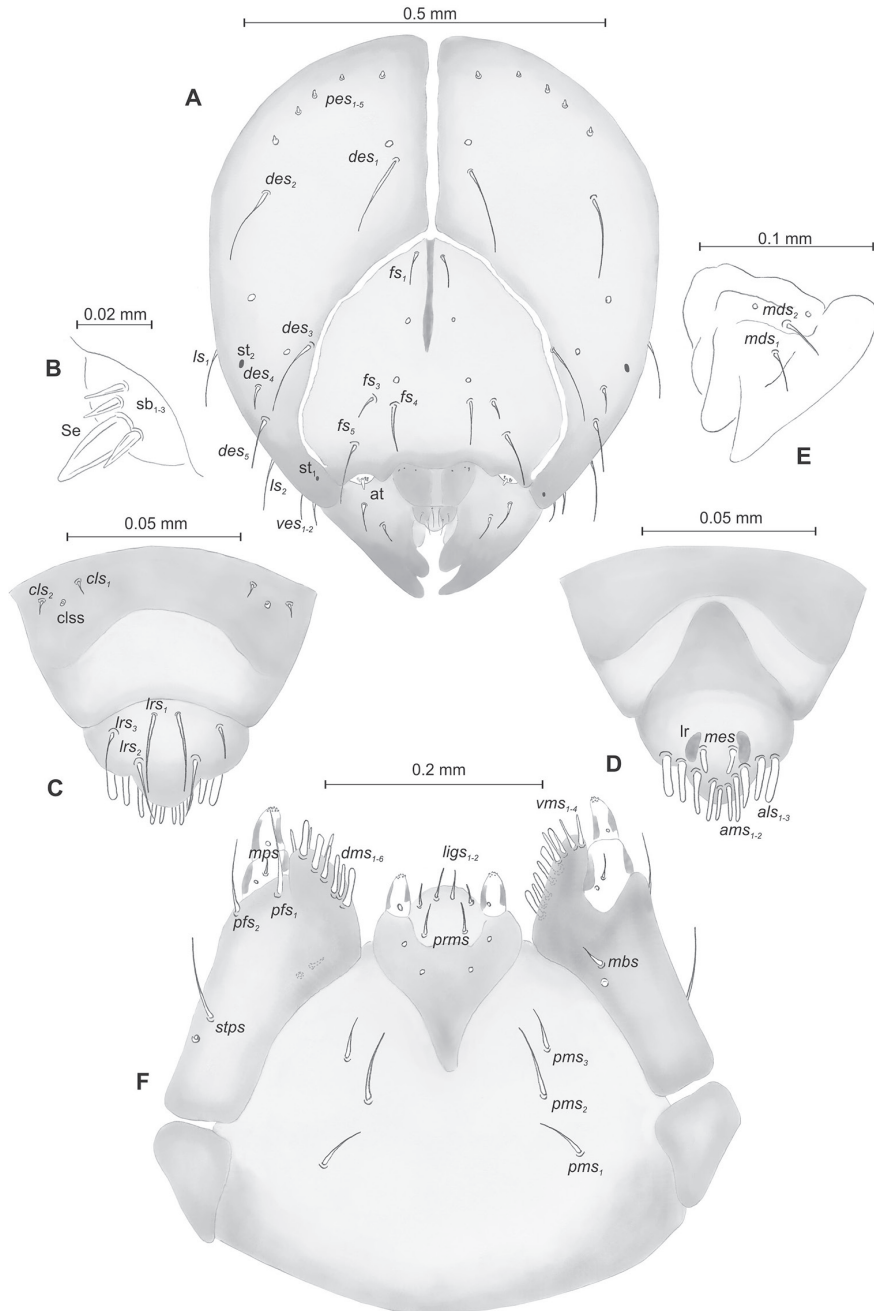 0.5 mm
A
pes₁₋₅
des₁
des₂
fs₁
0.1 mm
mds₂
mds₁
E
0.02 mm
B
sb₁₋₃
Se
ls₁
st₂
des₃
des₄
fs₃
fs₄
des₅
fs₅
ls₂
st₁
at
ves₁₋₂
0.05 mm
cls₂
cls₁
clss
lrs₁
lrs₃
lrs₂
C
0.05 mm
lr
mes
D
als₁₋₃
ams₁₋₂
0.2 mm
mps
dms₁₋₆
ligs₁₋₂
vms₁₋₄
pfs₂
pfs₁
prms
mbs
stps
pms₃
F
pms₂
pms₁